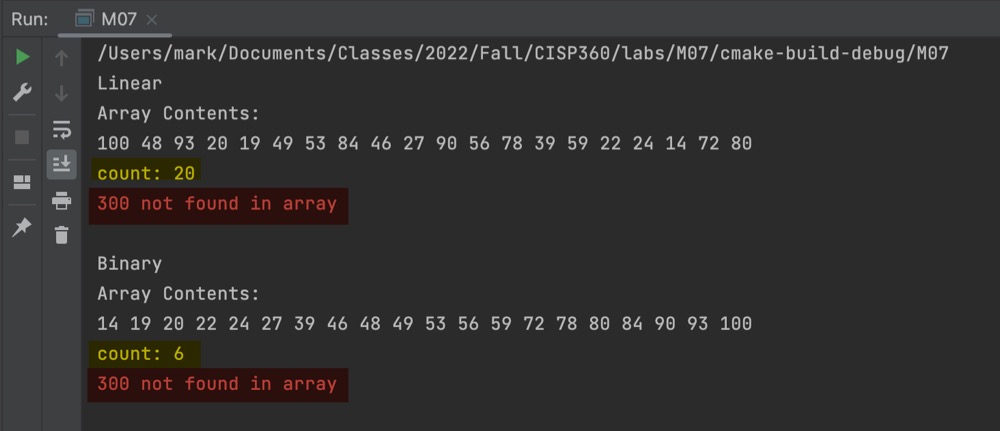 Run: M07
/Users/mark/Documents/Classes/2022/Fall/CISP360/labs/M07/cmake-build-debug/M07
Linear
Array Contents:
100 48 93 20 19 49 53 84 46 27 90 56 78 39 59 22 24 14 72 80
count: 20
300 not found in array
Binary
Array Contents:
14 19 20 22 24 27 39 46 48 49 53 56 59 72 78 80 84 90 93 100
count: 6
300 not found in array